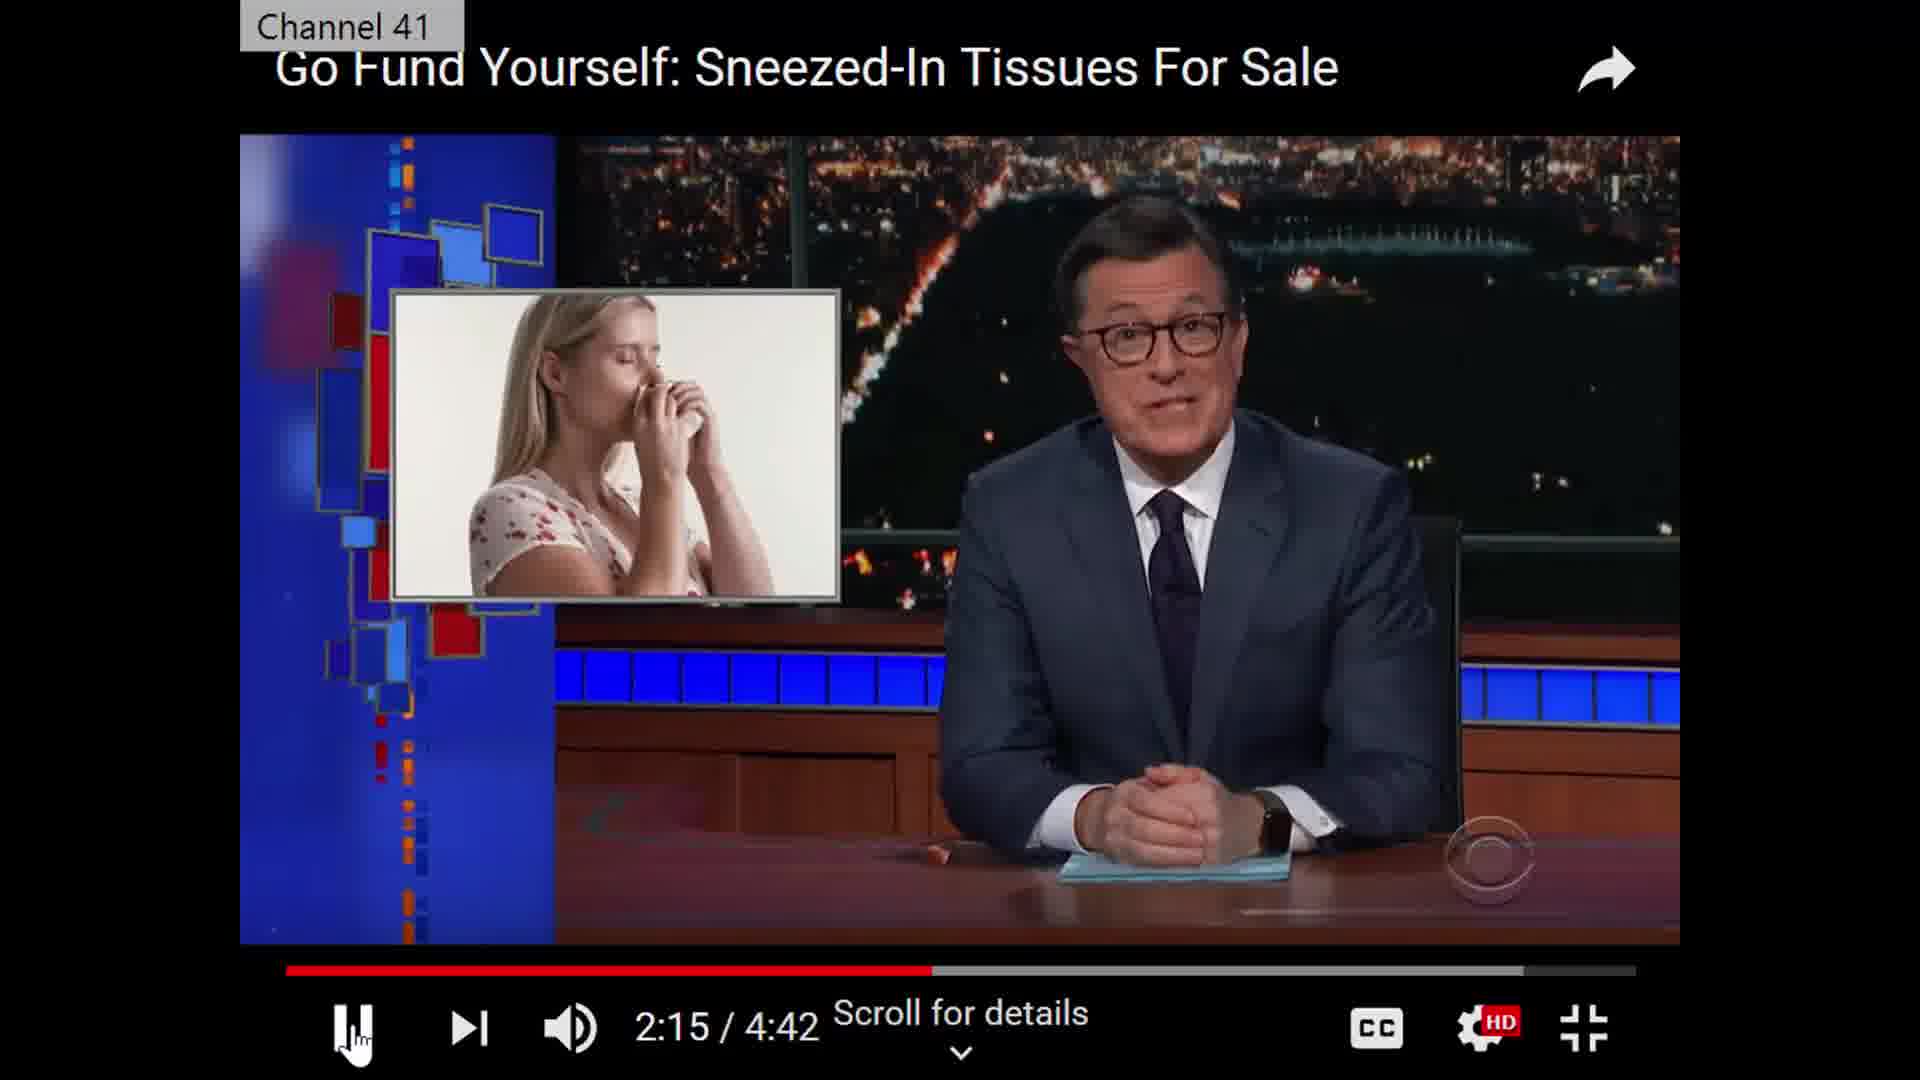 Channel 41
Go Fund Yourself: Sneezed-In Tissues For Sale
2:15 / 4:42
Scroll for details
CC
HD